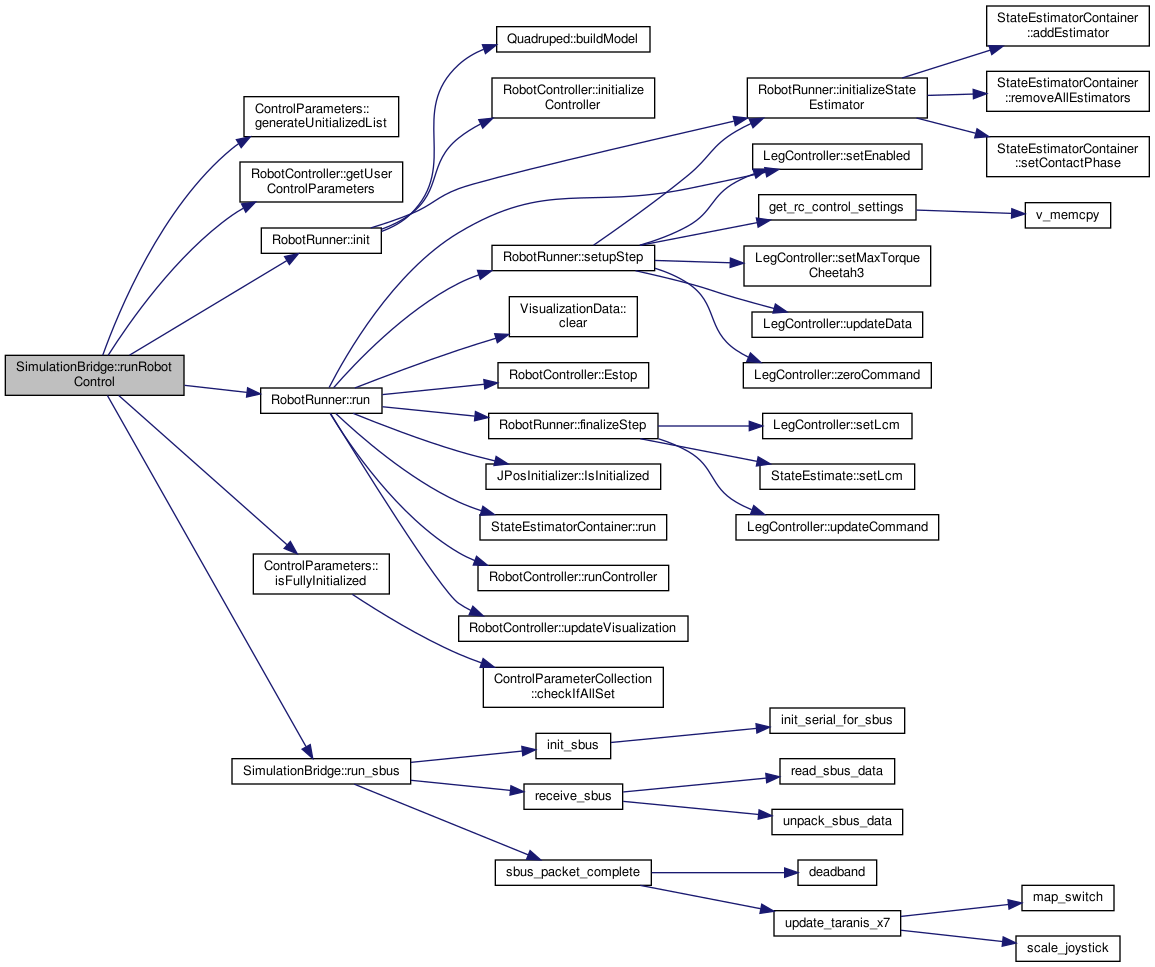 SimulationBridge::runRobot
Control
ControlParameters::
generateUnitializedList
RobotController::getUser
ControlParameters
RobotRunner::init
RobotRunner::run
ControlParameters::
isFullyInitialized
SimulationBridge::run_sbus
Quadruped::buildModel
RobotController::initialize
Controller
RobotRunner::setupStep
VisualizationData::
clear
RobotController::Estop
RobotRunner::finalizeStep
JPosInitializer::IsInitialized
StateEstimatorContainer::run
RobotController::runController
RobotController::updateVisualization
ControlParameterCollection
::checkIfAllSet
init_sbus
receive_sbus
sbus_packet_complete
RobotRunner::initializeState
Estimator
LegController::setEnabled
get_rc_control_settings
LegController::setMaxTorque
Cheetah3
LegController::updateData
LegController::zeroCommand
LegController::setLcm
StateEstimate::setLcm
LegController::updateCommand
init_serial_for_sbus
read_sbus_data
unpack_sbus_data
deadband
update_taranis_x7
StateEstimatorContainer
::addEstimator
StateEstimatorContainer
::removeAllEstimators
StateEstimatorContainer
::setContactPhase
v_memcpy
map_switch
scale_joystick